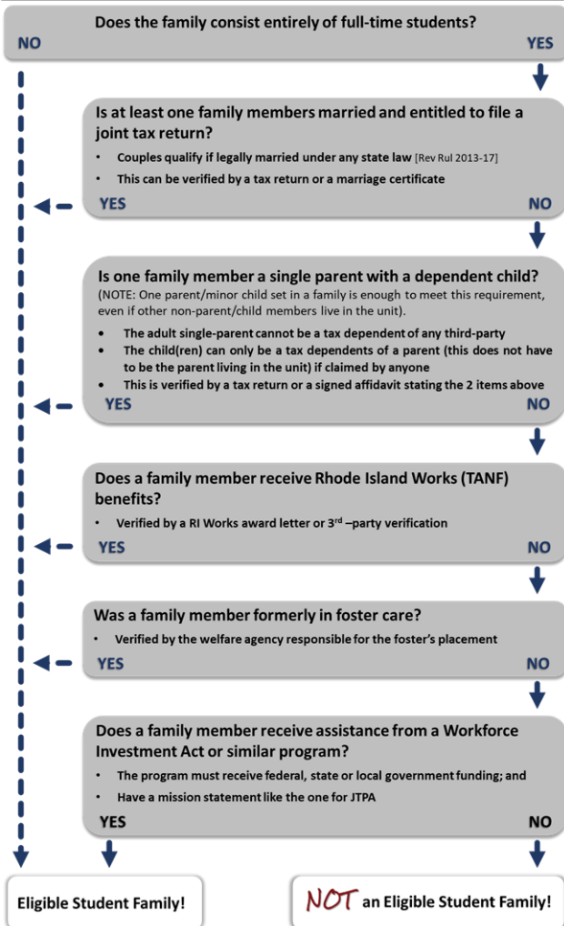 Does the family consist entirely of full-time students?
NO YES
Is at least one family members married and entitled to file a
joint tax return?
• Couples qualify if legally married under any state law [Rev Rul 2013-17]
• This can be verified by a tax return or a marriage certificate
YES NO
Is one family member a single parent with a dependent child?
(NOTE: One parent/minor child set in a family is enough to meet this requirement,
even if other non-parent/child members live in the unit).
• The adult single-parent cannot be a tax dependent of any third-party
• The child(ren) can only be a tax dependents of a parent (this does not have
to be the parent living in the unit) if claimed by anyone
• This is verified by a tax return or a signed affidavit stating the 2 items above
YES NO
Does a family member receive Rhode Island Works (TANF)
benefits?
• Verified by a RI Works award letter or 3rd –party verification
YES NO
Was a family member formerly in foster care?
• Verified by the welfare agency responsible for the foster's placement
YES NO
Does a family member receive assistance from a Workforce
Investment Act or similar program?
• The program must receive federal, state or local government funding; and
• Have a mission statement like the one for JTPA
YES NO
Eligible Student Family!
NOT an Eligible Student Family!